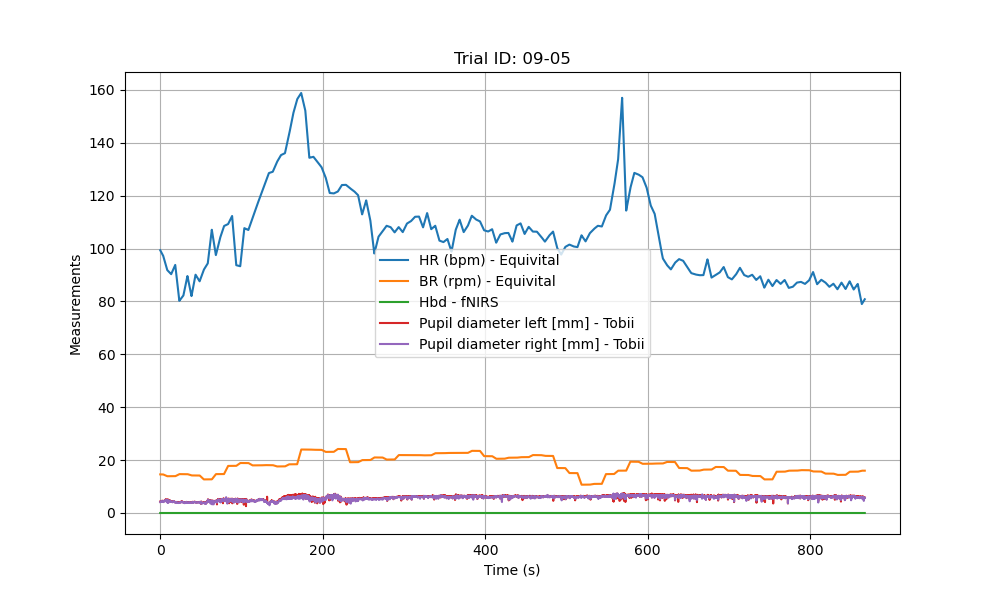 Trial ID: 09-05
160
140
120
100
80
60
40
20
0
Measurements
HR (bpm) - Equivital
BR (rpm) - Equivital
Hbd - fNIRS
Pupil diameter left [mm] - Tobii
Pupil diameter right [mm] - Tobii
0 200 400 600 800
Time (s)